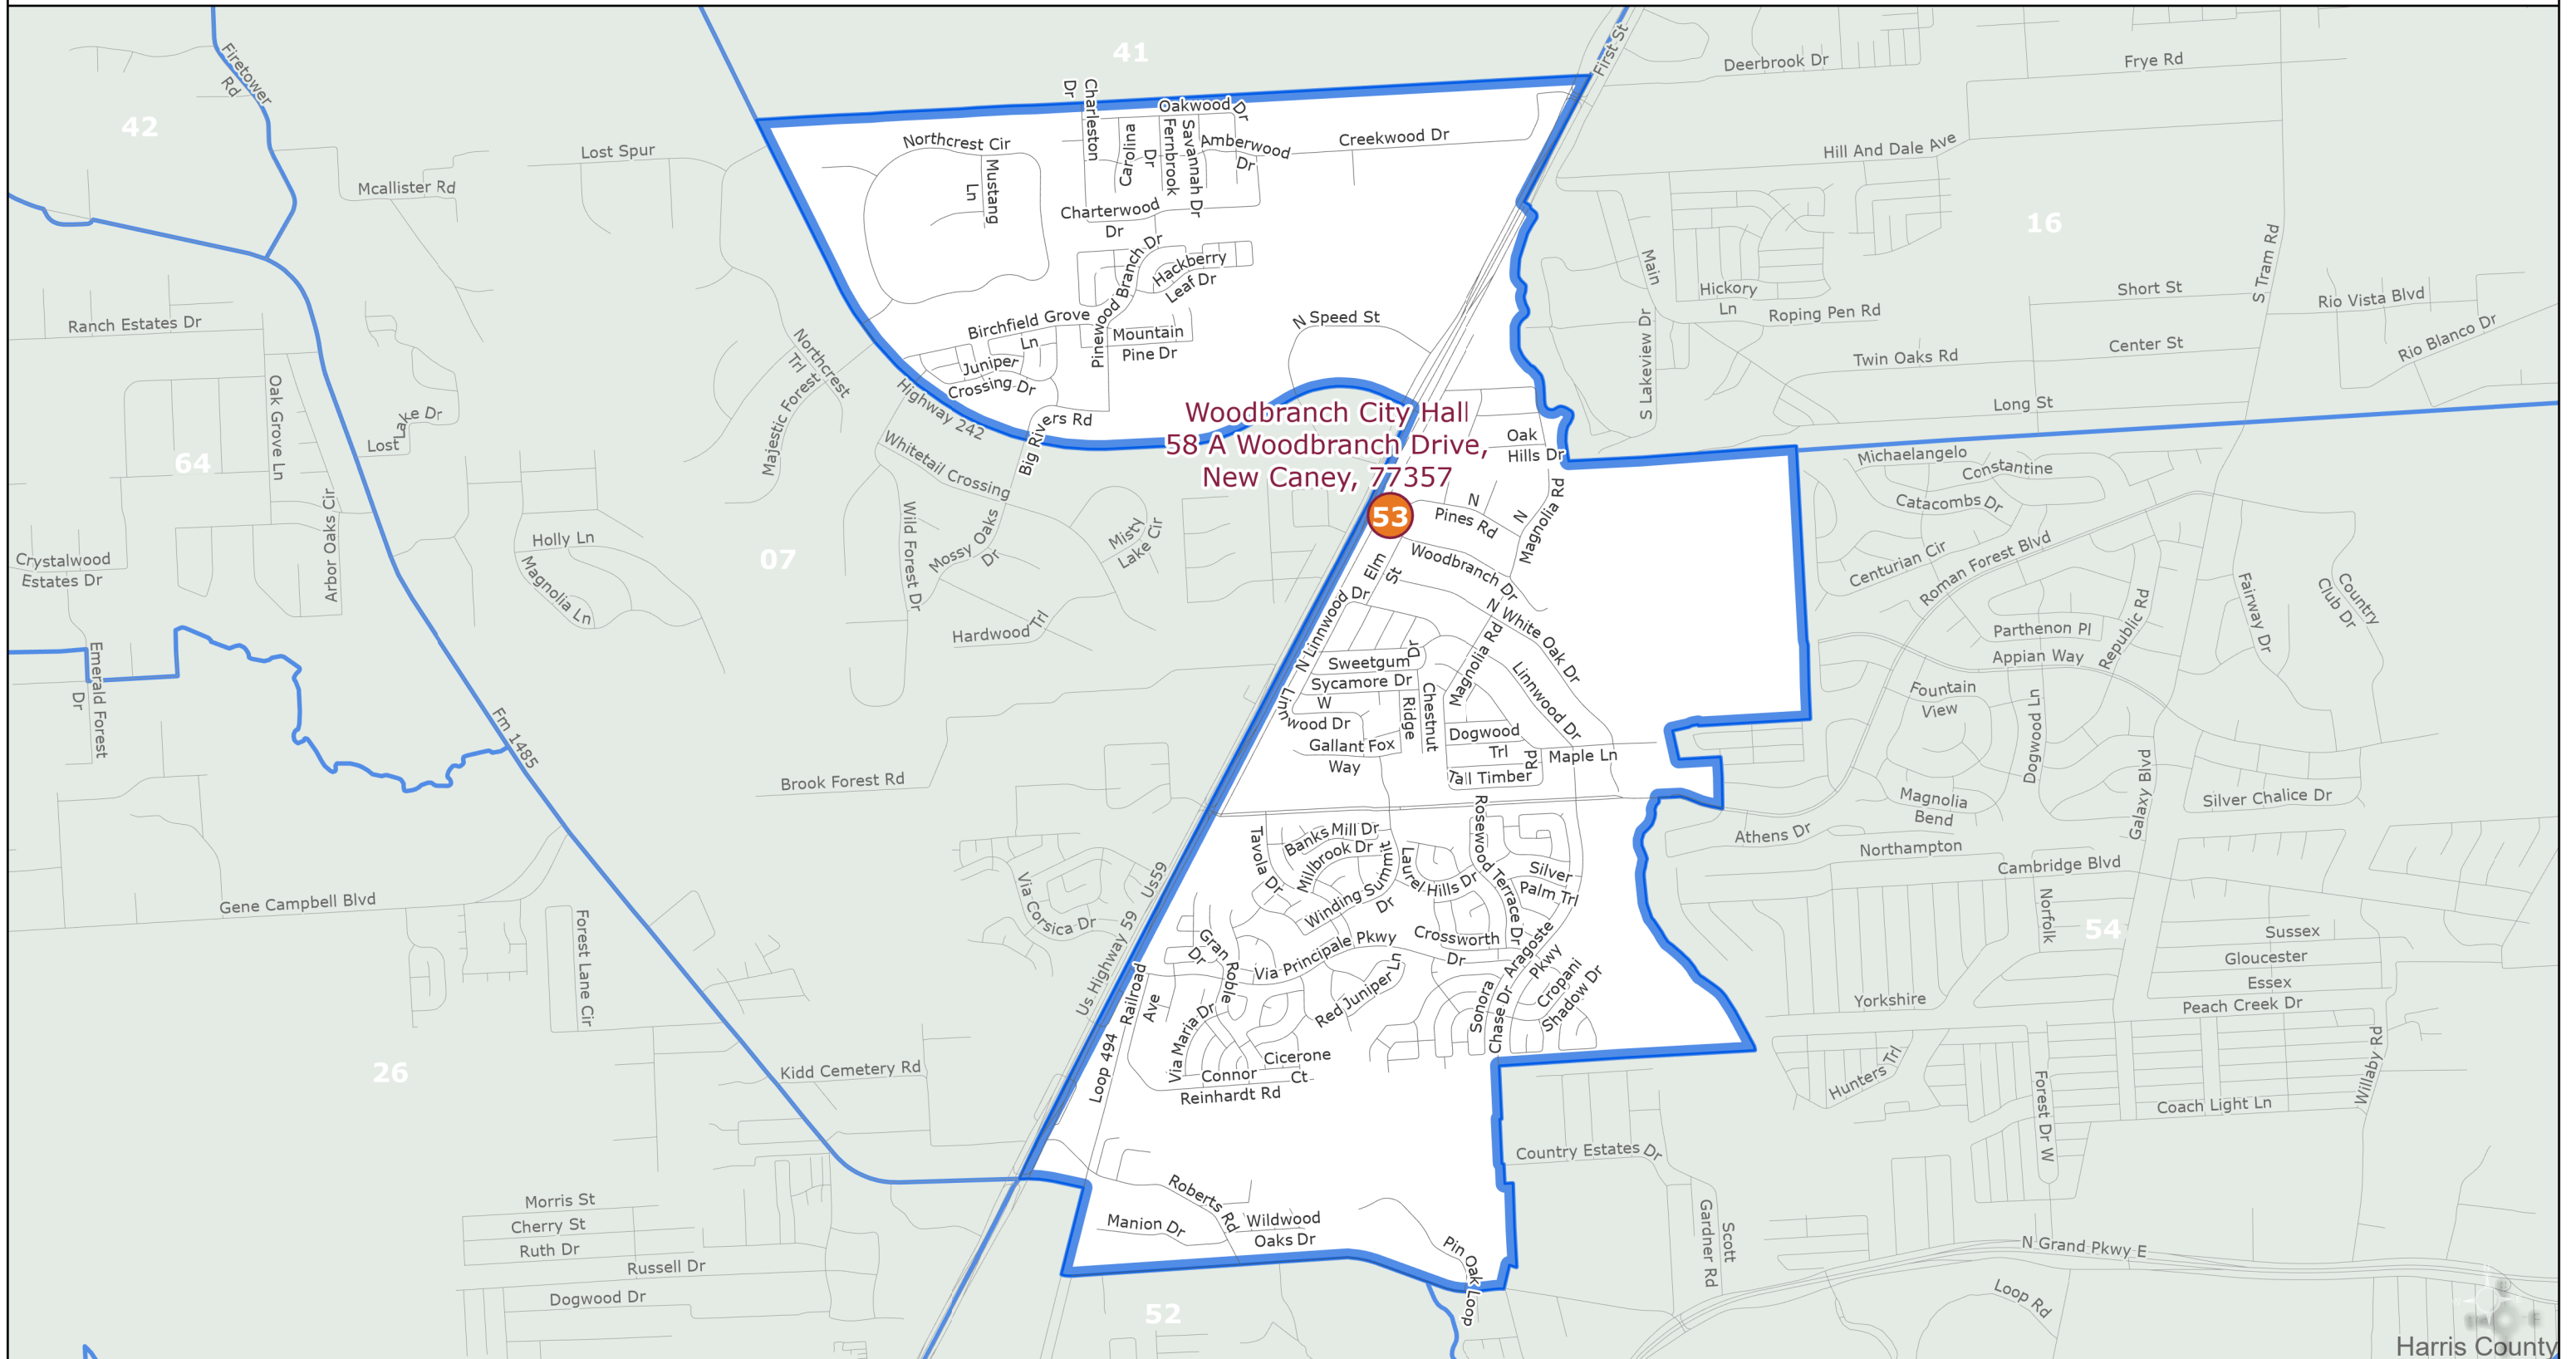 41
First St
Deerbrook Dr
Frye Rd
Firetower
Rd
42
Charleston
Dr
Oakwood Dr
Northcrest Cir
Mustang
Ln
Carolina
Dr
Fernbrook
Savannah Dr
Amberwood
Dr
Creekwood Dr
Hill And Dale Ave
Lost Spur
Mcallister Rd
Charterwood
Dr
16
Main
S Tram Rd
Pinewood Branch Dr
Hackberry
Leaf Dr
Hickory
Ln
Roping Pen Rd
Short St
Rio Vista Blvd
Ranch Estates Dr
Birchfield Grove
Ln
Mountain
Pine Dr
N Speed St
S Lakeview Dr
Twin Oaks Rd
Center St
Rio Blanco Dr
Northcrest
Trl
Majestic Forest
Juniper
Crossing Dr
Highway 242
Oak Grove Ln
Lost
Lake Dr
Big Rivers Rd
Long St
Woodbranch City Hall
58 A Woodbranch Drive,
New Caney, 77357
53
Oak
Hills Dr
64
Whitetail Crossing
Michaelangelo
Constantine
Catacombs Dr
Arbor Oaks Cir
Wild Forest Dr
Mossy Oaks
Dr
Misty
Lake Cir
N
Pines Rd
N
Magnolia Rd
Centurian Cir
Roman Forest Blvd
Crystalwood
Estates Dr
Holly Ln
Magnolia Ln
07
Elm
St
Woodbranch Dr
N Linnwood Dr
N White Oak Dr
Republic Rd
Fairway Dr
Country
Club Dr
Hardwood Trl
Parthenon Pl
Appian Way
Emerald Forest
Dr
Sweetgum
Dr
Sycamore Dr
W
Linnwood Dr
Ridge
Chestnut
Magnolia Rd
Linnwood Dr
Fountain
View
Dogwood Ln
Fm 1485
Gallant Fox
Way
Dogwood
Trl
Rd
Tall Timber
Maple Ln
Brook Forest Rd
Magnolia
Bend
Galaxy Blvd
Silver Chalice Dr
Tavola Dr
Banks Mill Dr
Millbrook Dr
Winding Summit
Dr
Laurel Hills Dr
Rosewood Terrace Dr
Silver
Palm Trl
Athens Dr
Northampton
Cambridge Blvd
Gene Campbell Blvd
Forest Lane Cir
Via Corsica Dr
Us59
Us Highway 59
Gran Roble
Dr
Via Principale Pkwy
Crossworth
Dr
Aragoste
Pkwy
Norfolk
54
Sussex
Gloucester
Essex
Peach Creek Dr
Yorkshire
Railroad
Ave
Red Juniper Ln
Sonora
Chase Dr
Cropani
Shadow Dr
Via Maria Dr
Loop 494
Cicerone
Ct
Connor
Reinhardt Rd
26
Kidd Cemetery Rd
Hunters Trl
Forest Dr W
Coach Light Ln
Willaby Rd
Country Estates Dr
Morris St
Cherry St
Ruth Dr
Russell Dr
Dogwood Dr
Roberts Rd
Manion Dr
Wildwood
Oaks Dr
Pin Oak Loop
Scott
Gardner Rd
N Grand Pkwy E
Loop Rd
52
Harris County